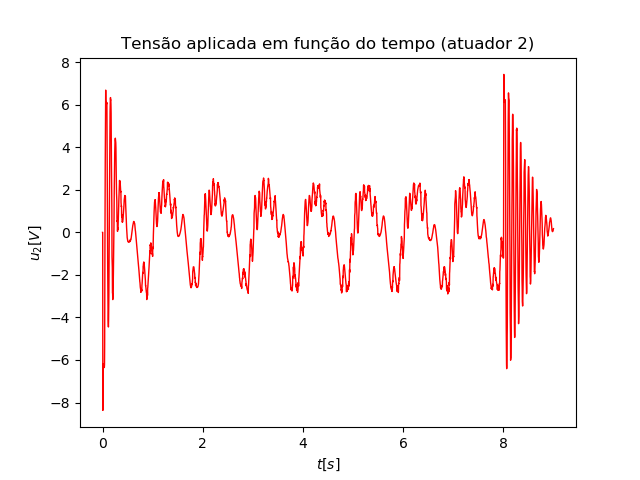 Tensão aplicada em função do tempo (atuador 2)
8
6
4
2
0
−2
−4
−6
−8
u₂[V]
0 2 4 6 8
t[s]